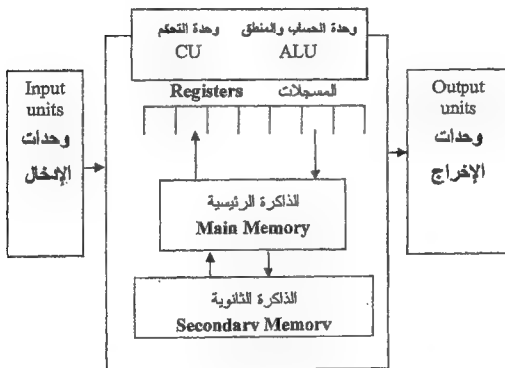 وحدة الحساب والمنطق وحدة التحكم
ALU CU
Input units
وحدات
الإدخال
Registers المسجلات
Output units
وحدات
الإخراج
الذاكرة الرئيسية
Main Memory
الذاكرة الثانوية
Secondary Memory